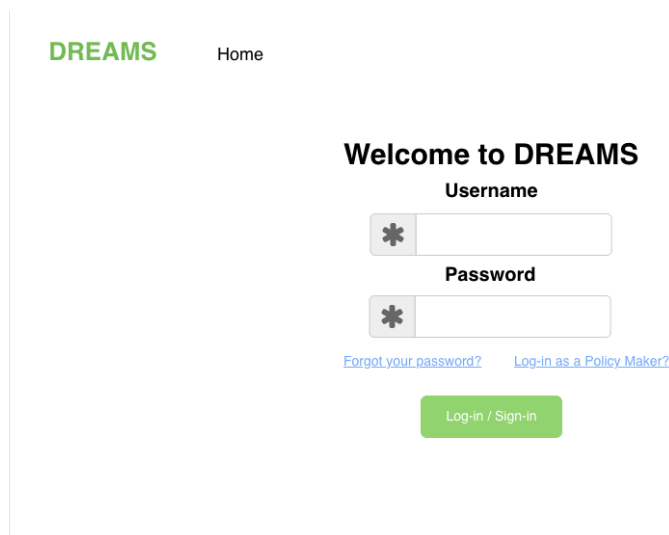 DREAMS Home
Welcome to DREAMS
Username
Password
Forgot your password? Log-in as a Policy Maker?
Log-in / Sign-in